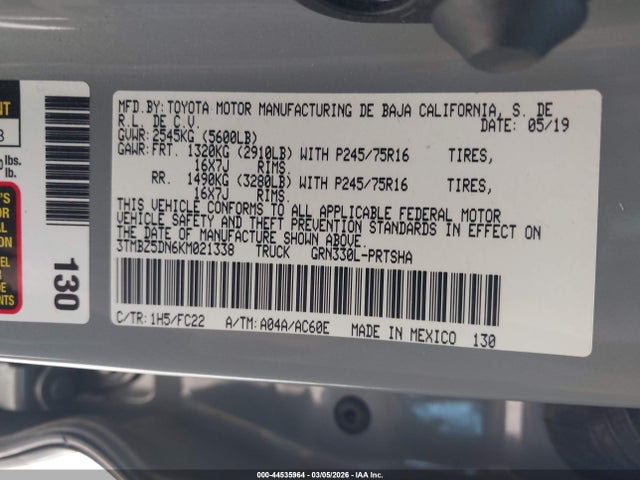 MFD.BY: TOYOTA MOTOR MANUFACTURING DE BAJA CALIFORNIA, S. DE
R.L. DE C.V. DATE: 05/19
GVWR: 2545KG (5600LB)
GAWR: FRT. 1320KG (2910LB) WITH P245/75R16 TIRES,
16X7J RIMS.
RR. 1490KG (3280LB) WITH P245/75R16 TIRES,
16X7J RIMS.
THIS VEHICLE CONFORMS TO ALL APPLICABLE FEDERAL MOTOR
VEHICLE SAFETY AND THEFT PREVENTION STANDARDS
IN EFFECT ON
THE DATE OF MANUFACTURE SHOWN ABOVE.
3TMBZ5DN6KM021338 TRUCK GRN330L-PRTSHA
C/TR: 1H5/FC22 A/TM: A04A/AC60E MADE IN MEXICO 130
130
lbs.
lb.
000-44535964 - 03/05/2026 - IAA Inc.